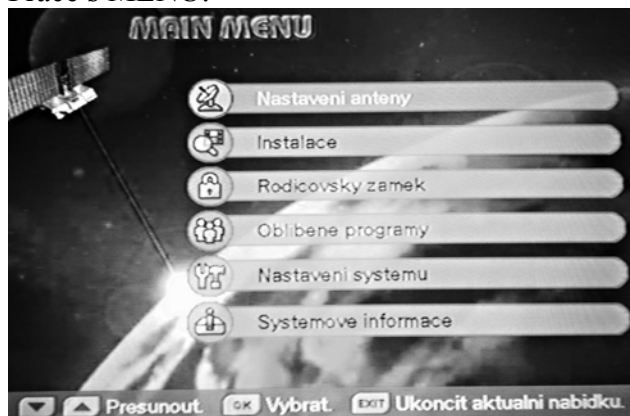 MAIN MENU
Nastaveni anteny
Instalace
Rodicovsky zamek
Oblibene programy
Nastaveni systemu
Systemove informace
Presunout. OK Vybrat. EXIT Ukoncit aktualni nabidku.